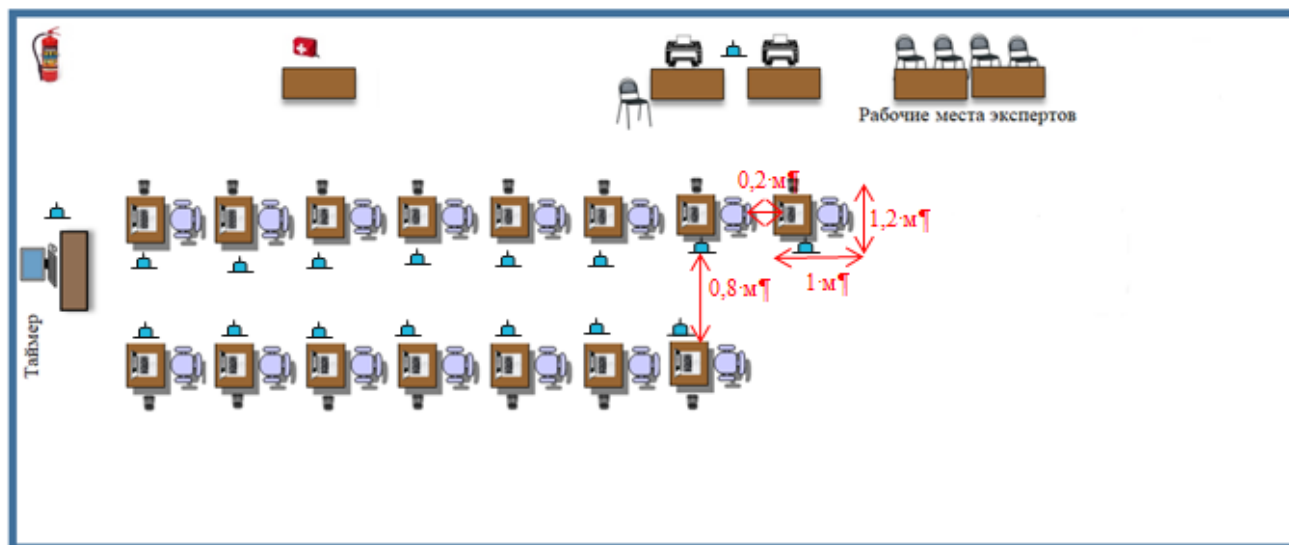 Рабочие места экспертов
0,2·м¶
1,2·м¶
0,8·м¶
1·м¶
Таймер